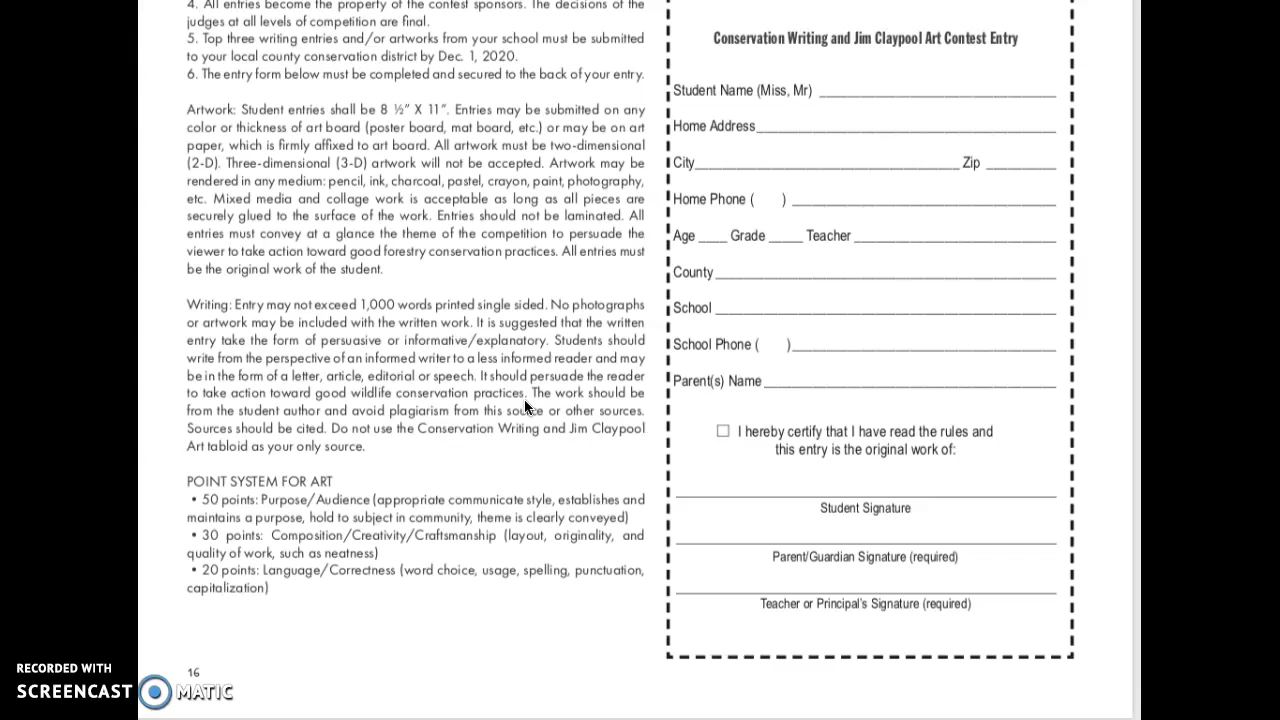 4. All entries become the property of the contest sponsors. The decisions of the
judges at all levels of competition are final.
5. Top three writing entries and/or artworks from your school must be submitted
to your local county conservation district by Dec. 1, 2020.
6. The entry form below must be completed and secured to the back of your entry.
Artwork: Student entries shall be 8 ½" X 11". Entries may be submitted on any
color or thickness of art board (poster board, mat board, etc.) or may be on art
paper, which is firmly affixed to art board. All artwork must be two-dimensional
(2-D). Three-dimensional (3-D) artwork will not be accepted. Artwork may be
rendered in any medium: pencil, ink, charcoal, pastel, crayon, paint, photography,
etc. Mixed media and collage work is acceptable as long as all pieces are
securely glued to the surface of the work. Entries should not be laminated. All
entries must convey at a glance the theme of the competition to persuade the
viewer to take action toward good forestry conservation practices. All entries must
be the original work of the student.
Writing: Entry may not exceed 1,000 words printed single sided. No photographs
or artwork may be included with the written work. It is suggested that the written
entry take the form of persuasive or informative/explanatory. Students should
write from the perspective of an informed writer to a less informed reader and may
be in the form of a letter, article, editorial or speech. It should persuade the reader
to take action toward good wildlife conservation practices. The work should be
from the student author and avoid plagiarism from this source or other sources.
Sources should be cited. Do not use the Conservation Writing and Jim Claypool
Art tabloid as your only source.
POINT SYSTEM FOR ART
• 50 points: Purpose/Audience (appropriate communicate style, establishes and
maintains a purpose, hold to subject in community, theme is clearly conveyed)
• 30 points: Composition/Creativity/Craftsmanship (layout, originality, and
quality of work, such as neatness)
• 20 points: Language/Correctness (word choice, usage, spelling, punctuation,
capitalization)
16
Conservation Writing and Jim Claypool Art Contest Entry
Student Name (Miss, Mr)
Home Address
City Zip
Home Phone ( )
Age Grade Teacher
County
School
School Phone ( )
Parent(s) Name
☐ I hereby certify that I have read the rules and
this entry is the original work of:
Student Signature
Parent/Guardian Signature (required)
Teacher or Principal's Signature (required)
RECORDED WITH
SCREENCAST MATIC